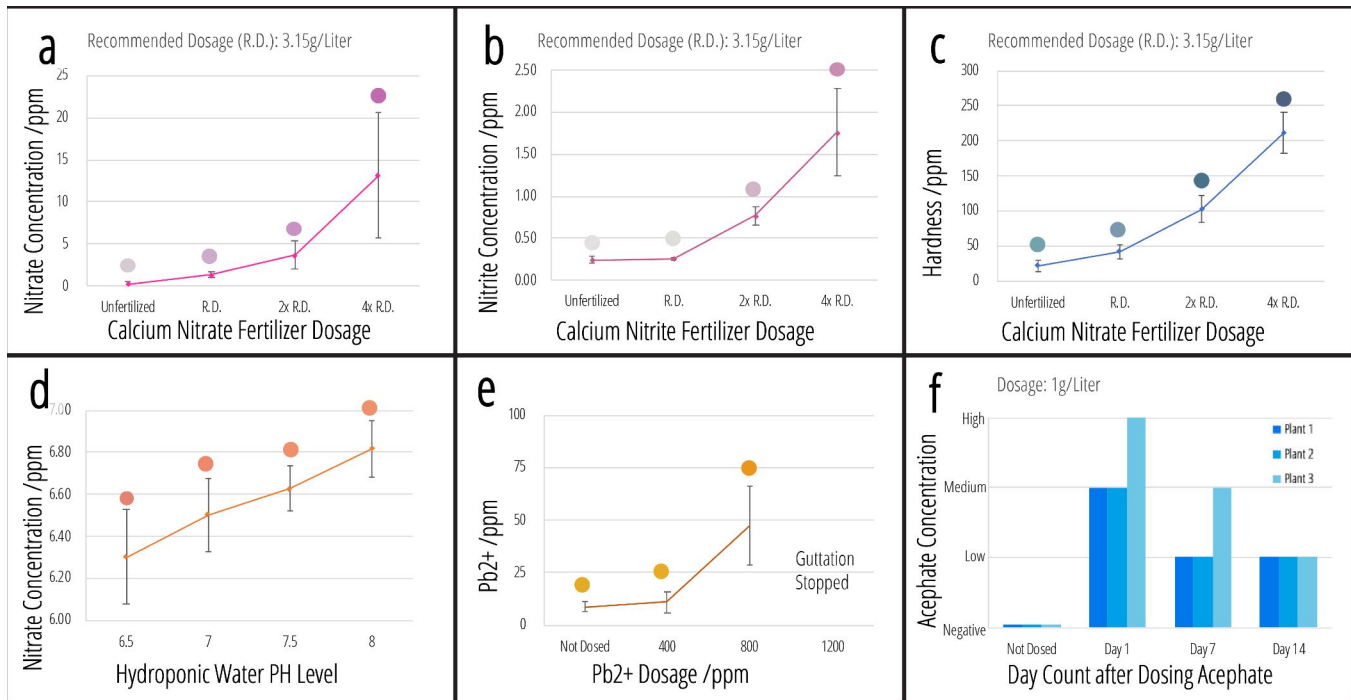 a
Recommended Dosage (R.D.): 3.15g/Liter
Nitrate Concentration /ppm
25
20
15
10
5
0
Unfertilized R.D. 2x R.D. 4x R.D.
Calcium Nitrate Fertilizer Dosage
b
Recommended Dosage (R.D.): 3.15g/Liter
Nitrite Concentration /ppm
2.50
2.00
1.50
1.00
0.50
0.00
Unfertilized R.D. 2x R.D. 4x R.D.
Calcium Nitrite Fertilizer Dosage
c
Recommended Dosage (R.D.): 3.15g/Liter
Hardness /ppm
300
250
200
150
100
50
0
Unfertilized R.D. 2x R.D. 4x R.D.
Calcium Nitrate Fertilizer Dosage
d
Nitrate Concentration /ppm
7.00
6.80
6.60
6.40
6.20
6.00
6.5 7 7.5 8
Hydroponic Water PH Level
e
Pb2+ /ppm
100
75
50
25
0
Guttation
Stopped
Not Dosed 400 800 1200
Pb2+ Dosage /ppm
f
Dosage: 1g/Liter
Acephate Concentration
High
Medium
Low
Negative
Plant 1
Plant 2
Plant 3
Not Dosed Day 1 Day 7 Day 14
Day Count after Dosing Acephate